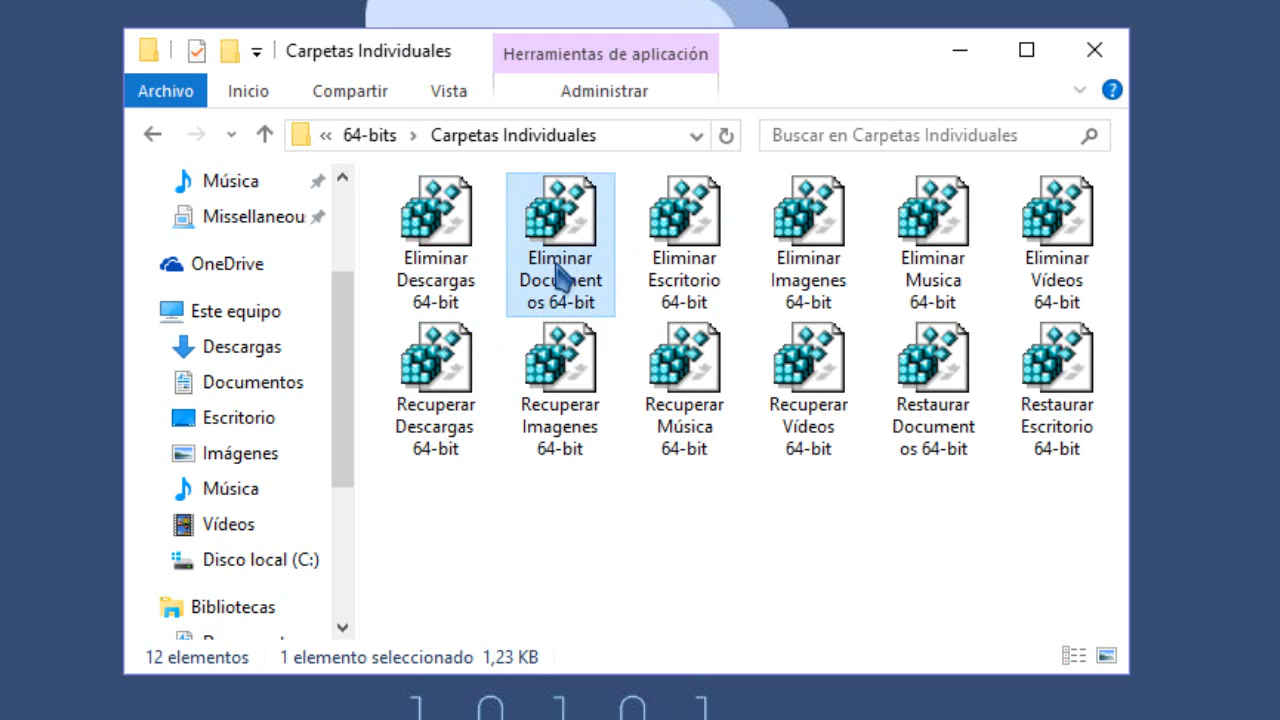 Carpetas Individuales
Herramientas de aplicación
Archivo
Inicio
Compartir
Vista
Administrar
?
« 64-bits > Carpetas Individuales
Buscar en Carpetas Individuales
Música
Missellaneou
OneDrive
Este equipo
Descargas
Documentos
Escritorio
Imágenes
Música
Vídeos
Disco local (C:)
Bibliotecas
Eliminar
Descargas
64-bit
Eliminar
Document
os 64-bit
Eliminar
Escritorio
64-bit
Eliminar
Imagenes
64-bit
Eliminar
Musica
64-bit
Eliminar
Vídeos
64-bit
Recuperar
Descargas
64-bit
Recuperar
Imagenes
64-bit
Recuperar
Música
64-bit
Recuperar
Vídeos
64-bit
Restaurar
Document
os 64-bit
Restaurar
Escritorio
64-bit
12 elementos
1 elemento seleccionado 1,23 KB